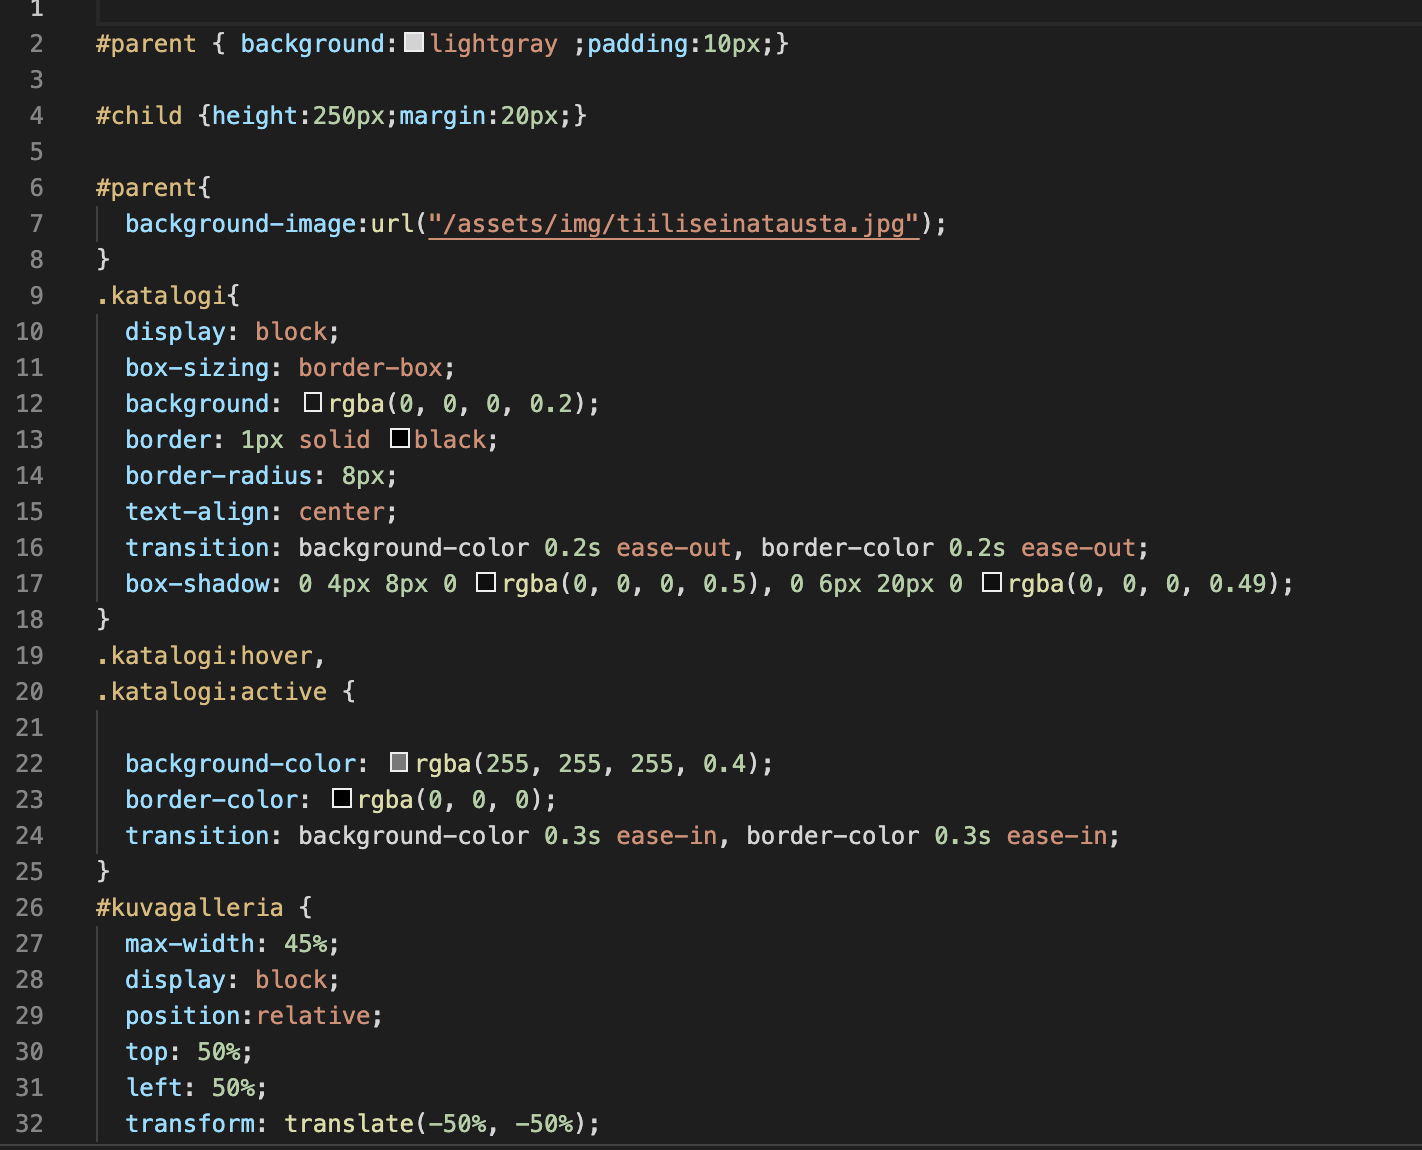 1
2 #parent { background: lightgray ;padding:10px;}
3
4 #child {height:250px;margin:20px;}
5
6 #parent{
7 background-image:url("/assets/img/tiiliseinatausta.jpg");
8 }
9 .katalogi{
10 display: block;
11 box-sizing: border-box;
12 background: rgba(0, 0, 0, 0.2);
13 border: 1px solid black;
14 border-radius: 8px;
15 text-align: center;
16 transition: background-color 0.2s ease-out, border-color 0.2s ease-out;
17 box-shadow: 0 4px 8px 0 rgba(0, 0, 0, 0.5), 0 6px 20px 0 rgba(0, 0, 0, 0.49);
18 }
19 .katalogi:hover,
20 .katalogi:active {
21
22 background-color: rgba(255, 255, 255, 0.4);
23 border-color: rgba(0, 0, 0);
24 transition: background-color 0.3s ease-in, border-color 0.3s ease-in;
25 }
26 #kuvagalleria {
27 max-width: 45%;
28 display: block;
29 position:relative;
30 top: 50%;
31 left: 50%;
32 transform: translate(-50%, -50%);